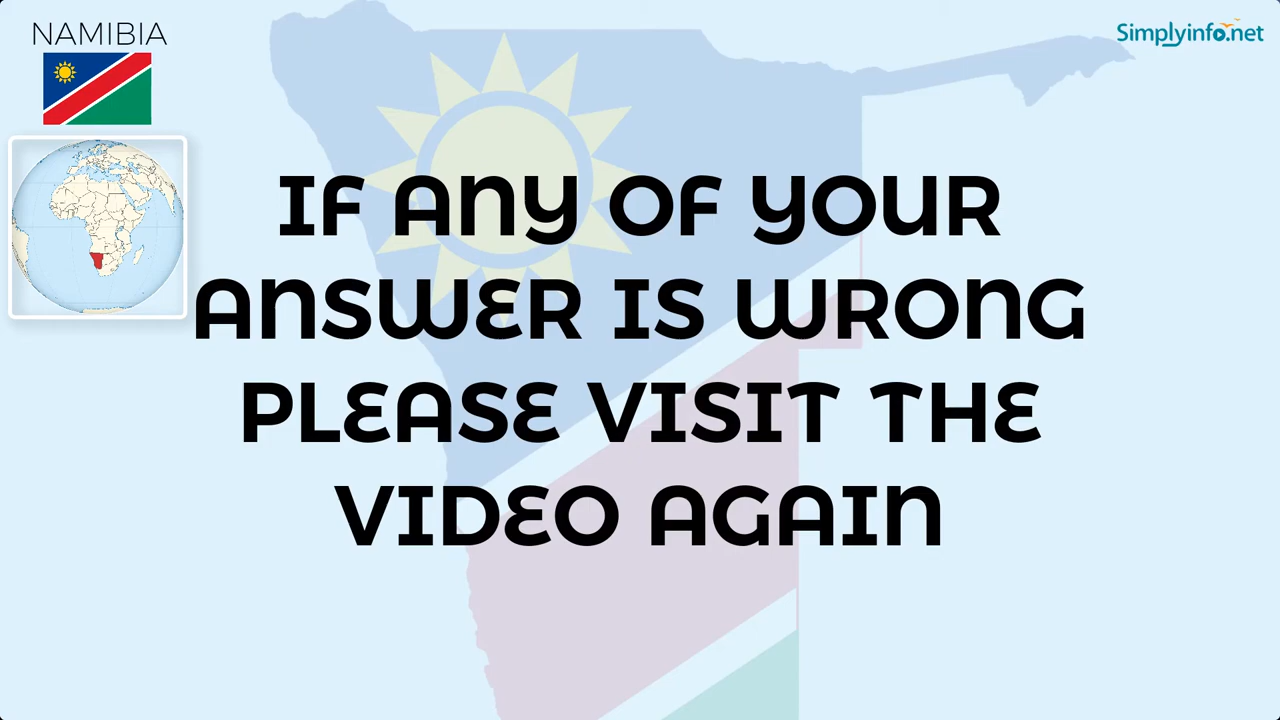 NAMIBIA
Simplyinfo.net
IF ANY OF YOUR
ANSWER IS WRONG
PLEASE VISIT THE
VIDEO AGAIN